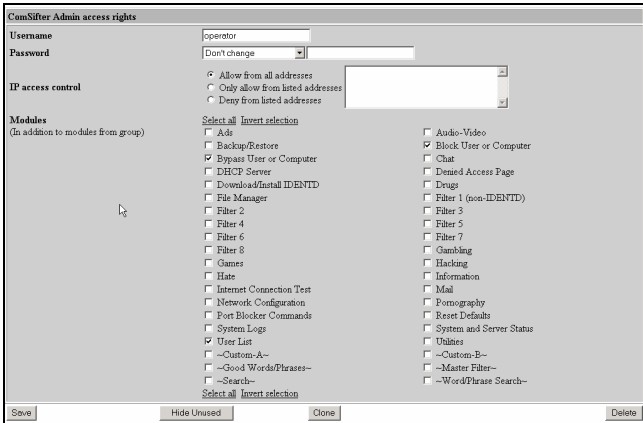 ComSifter Admin access rights
Username operator
Password Don't change
IP access control
Allow from all addresses
Only allow from listed addresses
Deny from listed addresses
Modules
(In addition to modules from group)
Select all Invert selection
Ads Audio-Video
Backup/Restore Block User or Computer
Bypass User or Computer Chat
DHCP Server Denied Access Page
Download/Install IDENTD Drugs
File Manager Filter 1 (non-IDENTD)
Filter 2 Filter 3
Filter 4 Filter 5
Filter 6 Filter 7
Filter 8 Gambling
Games Hacking
Hate Information
Internet Connection Test Mail
Network Configuration Pornography
Port Blocker Commands Reset Defaults
System Logs System and Server Status
User List Utilities
~Custom-A~ ~Custom-B~
~Good Words/Phrases~ ~Master Filter~
~Search~ ~Word/Phrase Search~
Select all Invert selection
Save Hide Unused Clone Delete